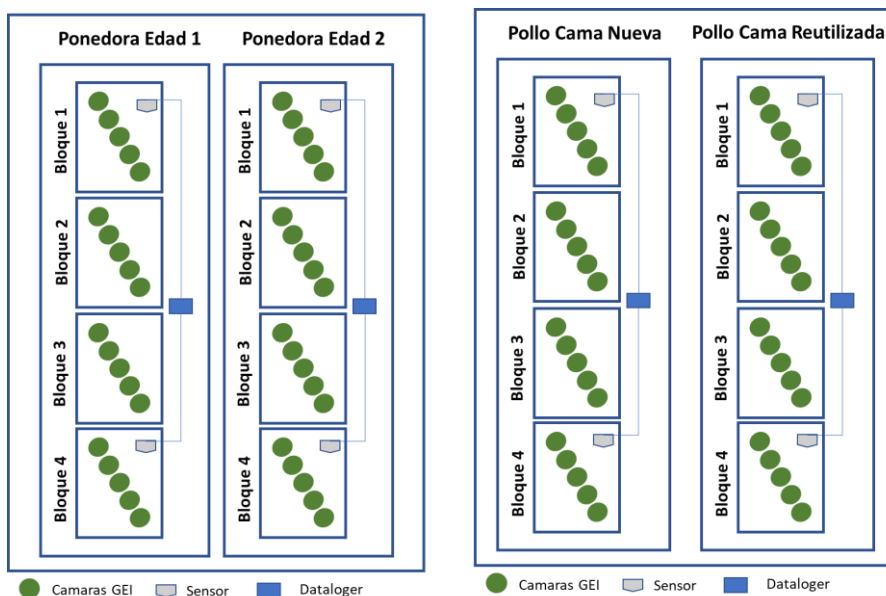 Ponedora Edad 1
Bloque 1
Bloque 2
Bloque 3
Bloque 4
Ponedora Edad 2
Bloque 1
Bloque 2
Bloque 3
Bloque 4
Camaras GEI
Sensor
Dataloger
Pollo Cama Nueva
Bloque 1
Bloque 2
Bloque 3
Bloque 4
Pollo Cama Reutilizada
Bloque 1
Bloque 2
Bloque 3
Bloque 4
Camaras GEI
Sensor
Dataloger